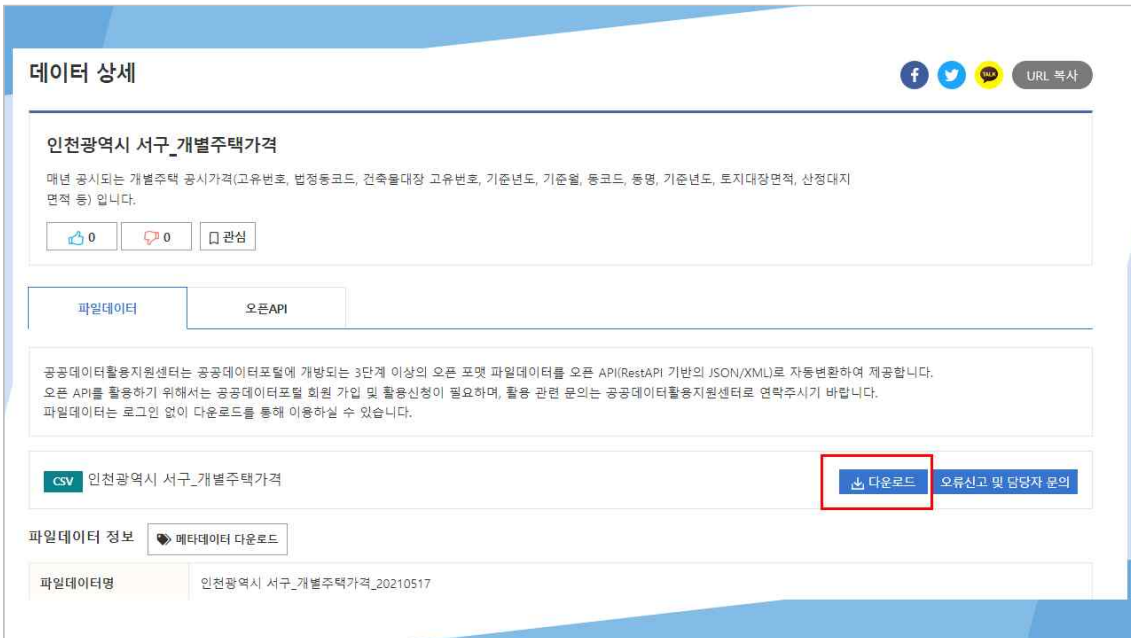 데이터 상세
TALK
URL 복사
인천광역시 서구_개별주택가격
매년 공시되는 개별주택 공시가격(고유번호, 법정동코드, 건축물대장 고유번호, 기준년도, 기준월, 동코드, 동명, 기준년도, 토지대장면적, 산정대지
면적 등) 입니다.
0
0
관심
파일데이터
오픈API
공공데이터활용지원센터는 공공데이터포털에 개방되는 3단계 이상의 오픈 포맷 파일데이터를 오픈 API(RestAPI 기반의 JSON/XML)로 자동변환하여 제공합니다.
오픈 API를 활용하기 위해서는 공공데이터포털 회원 가입 및 활용신청이 필요하며, 활용 관련 문의는 공공데이터활용지원센터로 연락주시기 바랍니다.
파일데이터는 로그인 없이 다운로드를 통해 이용하실 수 있습니다.
CSV 인천광역시 서구_개별주택가격
다운로드
오류신고 및 담당자 문의
파일데이터 정보
메타데이터 다운로드
파일데이터명
인천광역시 서구_개별주택가격_20210517